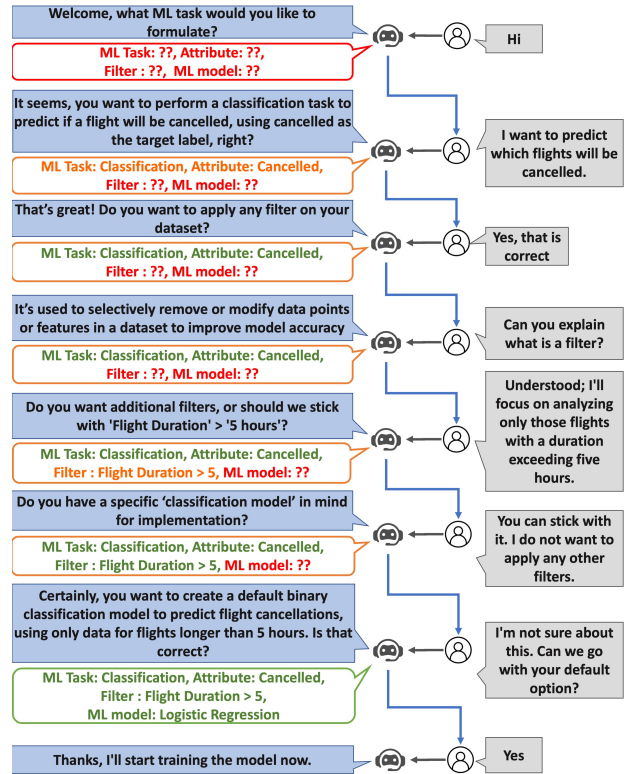 Welcome, what ML task would you like to
formulate?
Hi
ML Task: ??, Attribute: ??,
Filter : ??,  ML model: ??
It seems, you want to perform a classification task to
predict if a flight will be cancelled, using cancelled as
the target label, right?
I want to predict
which flights will be
cancelled.
ML Task: Classification, Attribute: Cancelled,
Filter: ??, ML model: ??
That's great! Do you want to apply any filter on your
dataset?
Yes, that is
correct
ML Task: Classification, Attribute: Cancelled,
Filter : ??, ML model: ??
It's used to selectively remove or modify data points
or features in a dataset to improve model accuracy
Can you explain
what is a filter?
ML Task: Classification, Attribute: Cancelled,
Filter : ??, ML model: ??
Do you want additional filters, or should we stick
with 'Flight Duration' > '5 hours'?
Understood; I'll
focus on analyzing
only those flights
with a duration
exceeding five
hours.
ML Task: Classification, Attribute: Cancelled,
Filter : Flight Duration > 5, ML model: ??
Do you have a specific 'classification model' in mind
for implementation?
You can stick with
it. I do not want to
apply any other
filters.
ML Task: Classification, Attribute: Cancelled,
Filter : Flight Duration > 5, ML model: ??
Certainly, you want to create a default binary
classification model to predict flight cancellations,
using only data for flights longer than 5 hours. Is that
correct?
I'm not sure about
this. Can we go
with your default
option?
ML Task: Classification, Attribute: Cancelled,
Filter : Flight Duration > 5,
ML model: Logistic Regression
Thanks, I'll start training the model now.
Yes